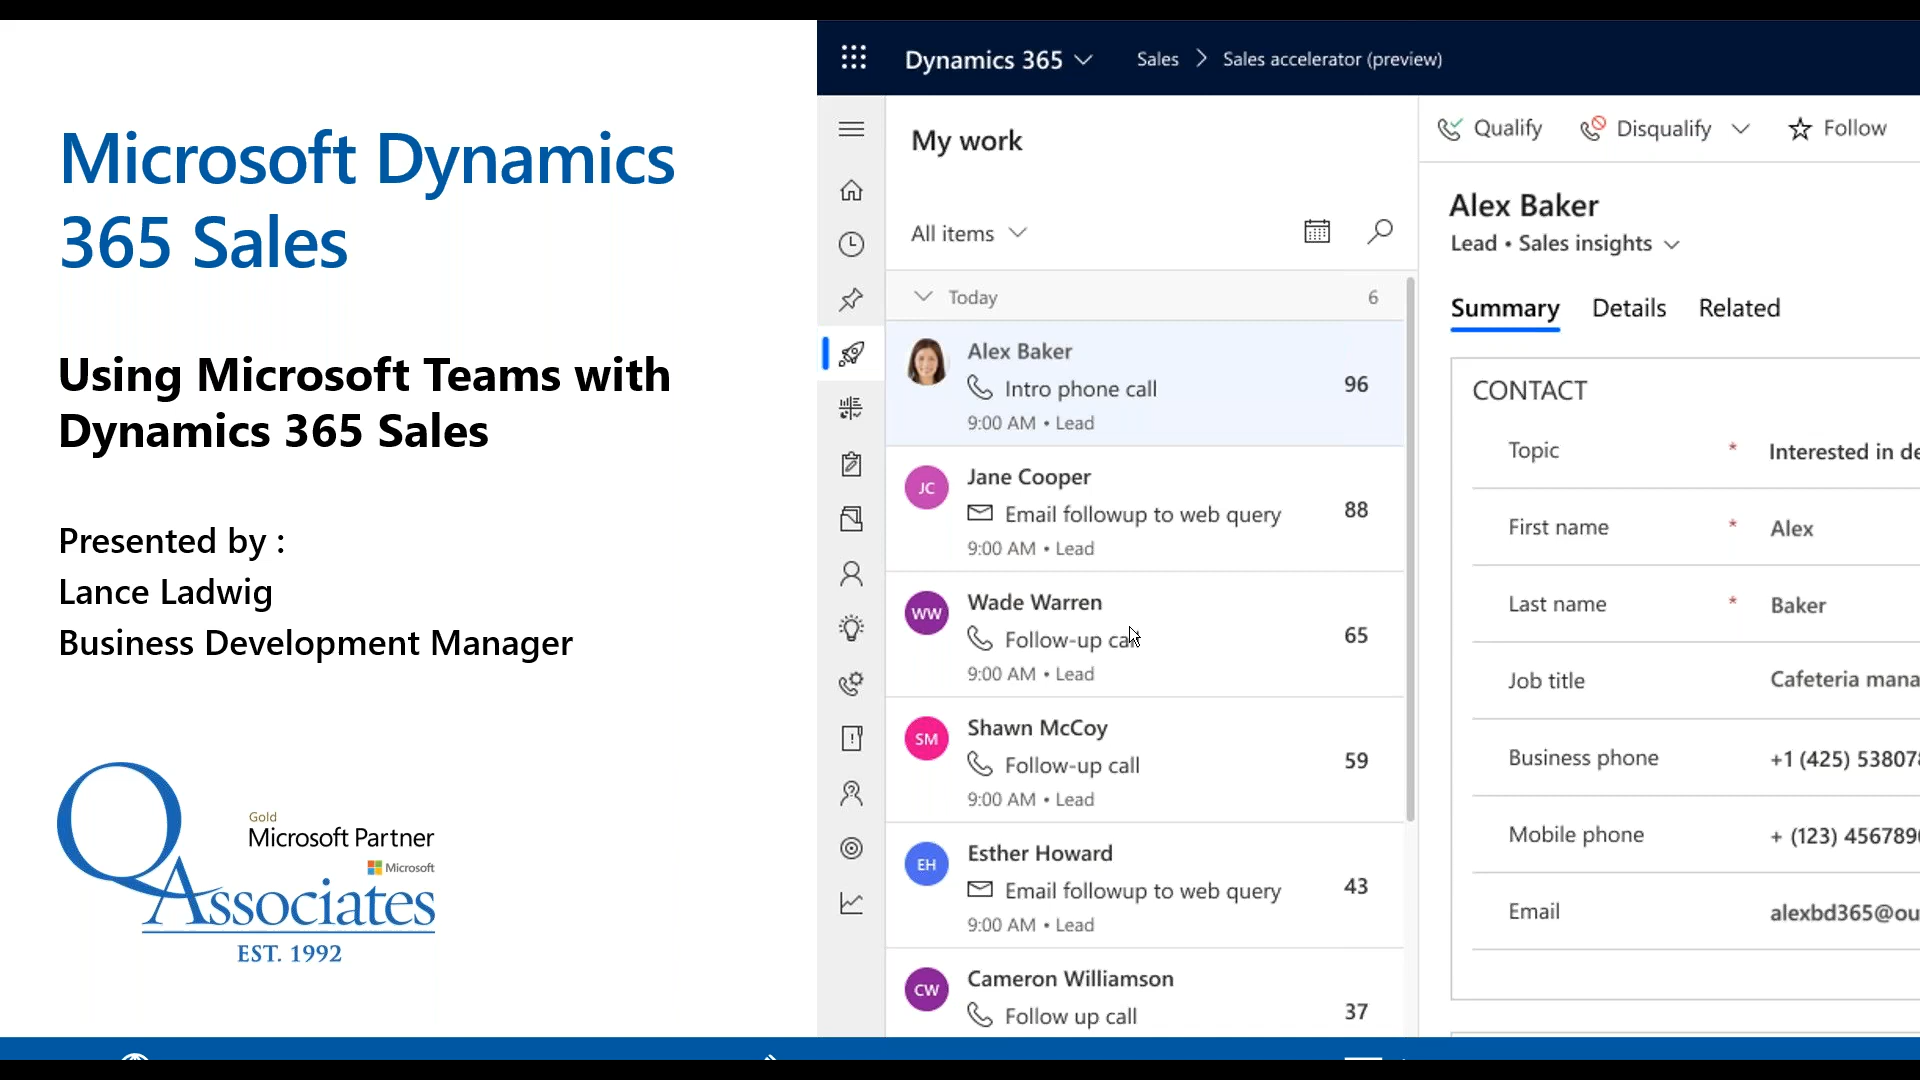 Microsoft Dynamics
365 Sales
Using Microsoft Teams with
Dynamics 365 Sales
Presented by :
Lance Ladwig
Business Development Manager
Gold
Microsoft Partner
Microsoft
QAssociates
EST. 1992
Dynamics 365
Sales
Sales accelerator (preview)
My work
All items
Today
6
Alex Baker
Intro phone call
96
9:00 AM • Lead
JC
Jane Cooper
Email followup to web query
88
9:00 AM • Lead
WW
Wade Warren
Follow-up call
65
9:00 AM • Lead
SM
Shawn McCoy
Follow-up call
59
9:00 AM • Lead
EH
Esther Howard
Email followup to web query
43
9:00 AM • Lead
CW
Cameron Williamson
Follow up call
37
Qualify
Disqualify
Follow
Alex Baker
Lead • Sales insights
Summary
Details
Related
CONTACT
Topic * Interested in de
First name * Alex
Last name * Baker
Job title Cafeteria mana
Business phone +1 (425) 538078
Mobile phone + (123) 4567890
Email alexbd365@ou